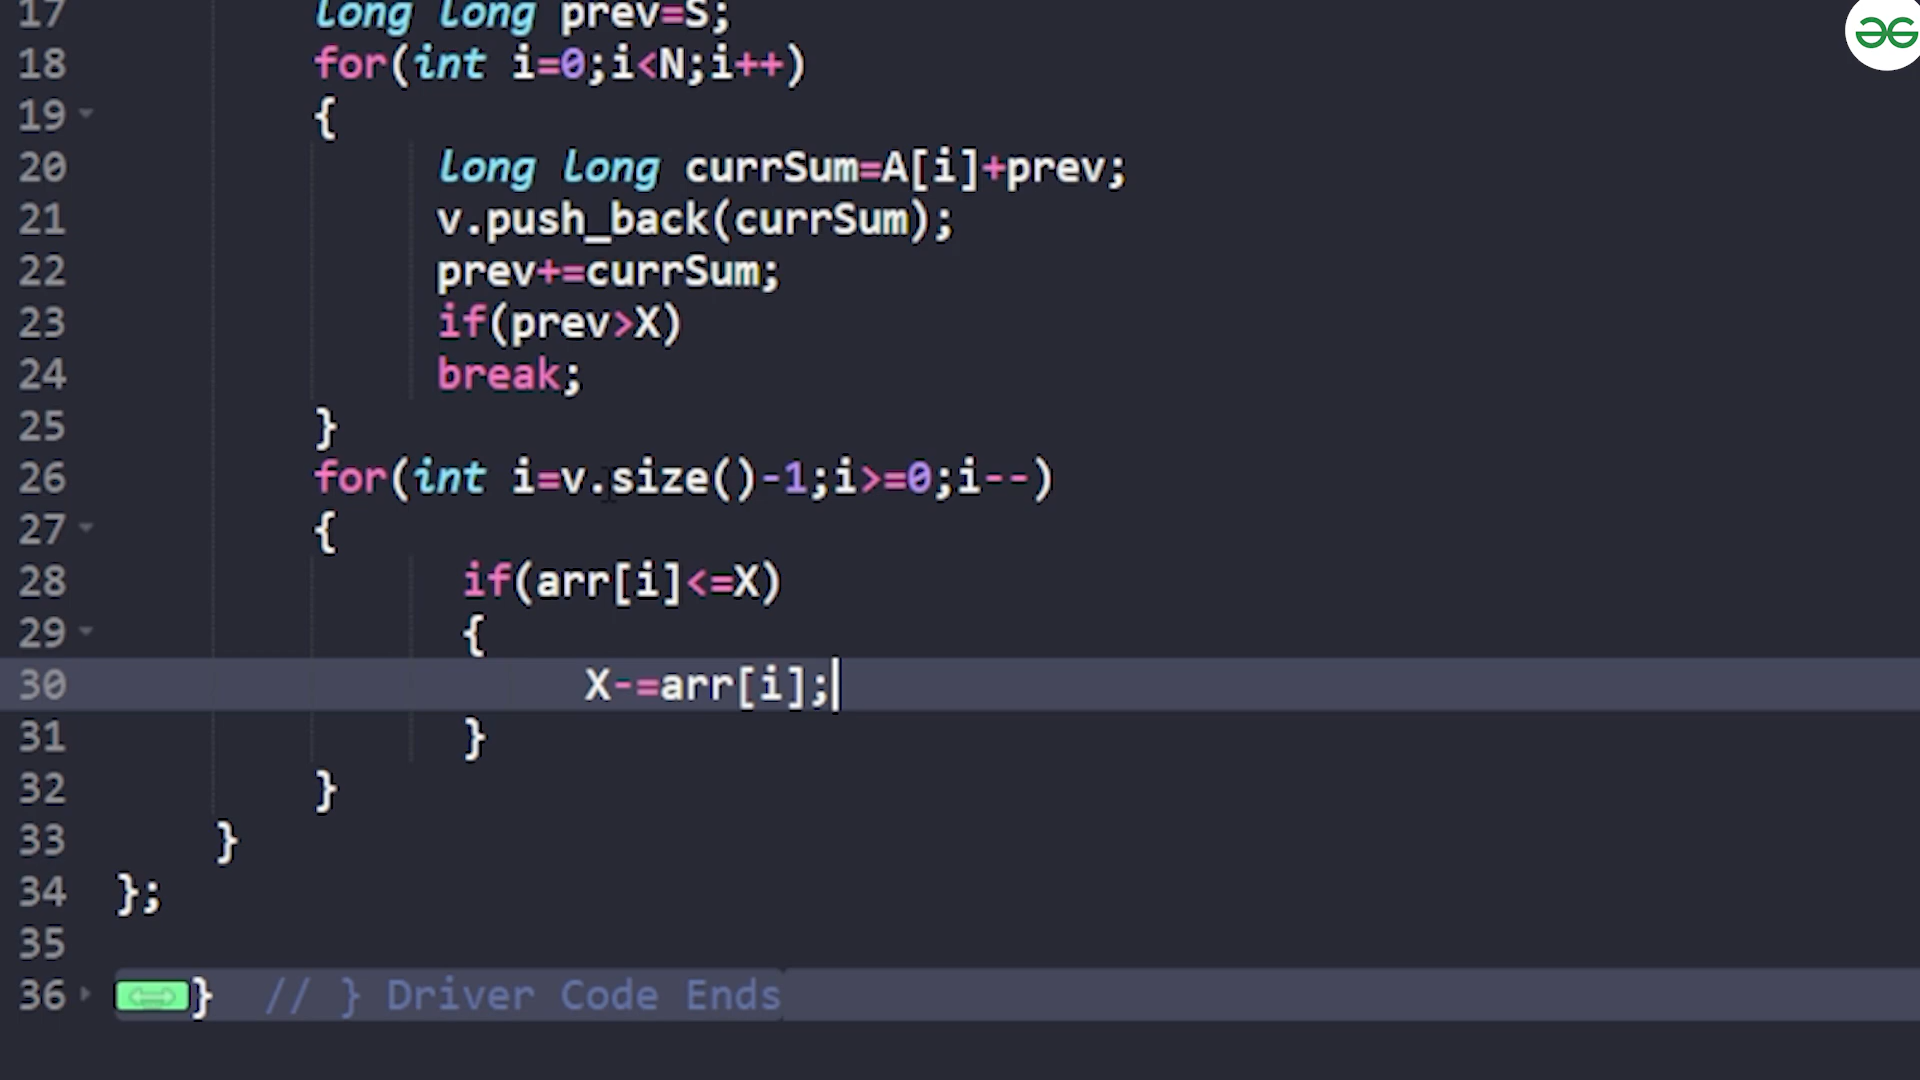 17 long long prev=S;
18 for(int i=0;i<N;i++)
19 {
20 long long currSum=A[i]+prev;
21 v.push_back(currSum);
22 prev+=currSum;
23 if(prev>X)
24 break;
25 }
26 for(int i=v.size()-1;i>=0;i--)
27 {
28 if(arr[i]<=X)
29 {
30 X-=arr[i];
31 }
32 }
33 }
34 };
35
36 } // } Driver Code Ends